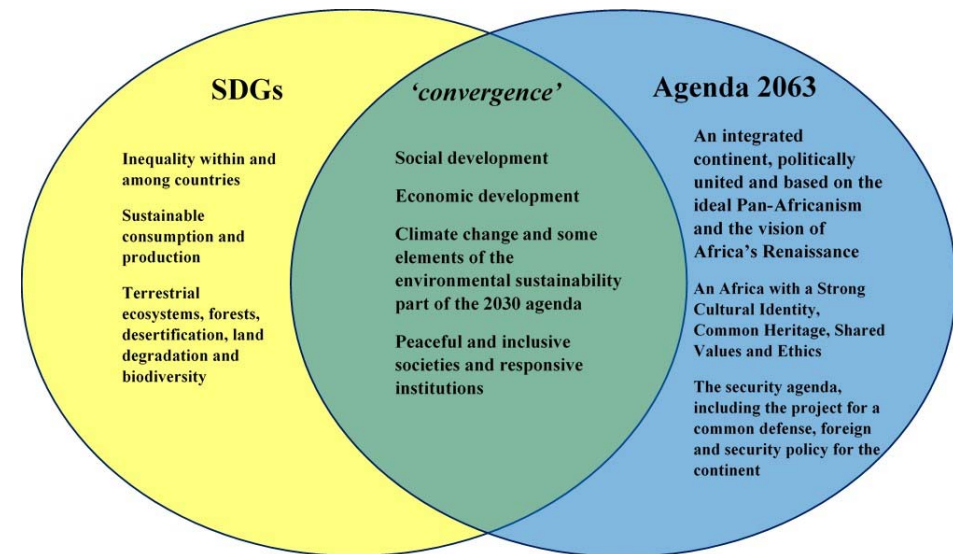 SDGs
Inequality within and
among countries
Sustainable
consumption and
production
Terrestrial
ecosystems, forests,
desertification, land
degradation and
biodiversity
‘convergence’
Social development
Economic development
Climate change and some
elements of the
environmental sustainability
part of the 2030 agenda
Peaceful and inclusive
societies and responsive
institutions
Agenda 2063
An integrated
continent, politically
united and based on the
ideal Pan-Africanism
and the vision of
Africa’s Renaissance
An Africa with a Strong
Cultural Identity,
Common Heritage, Shared
Values and Ethics
The security agenda,
including the project for a
common defense, foreign
and security policy for the
continent